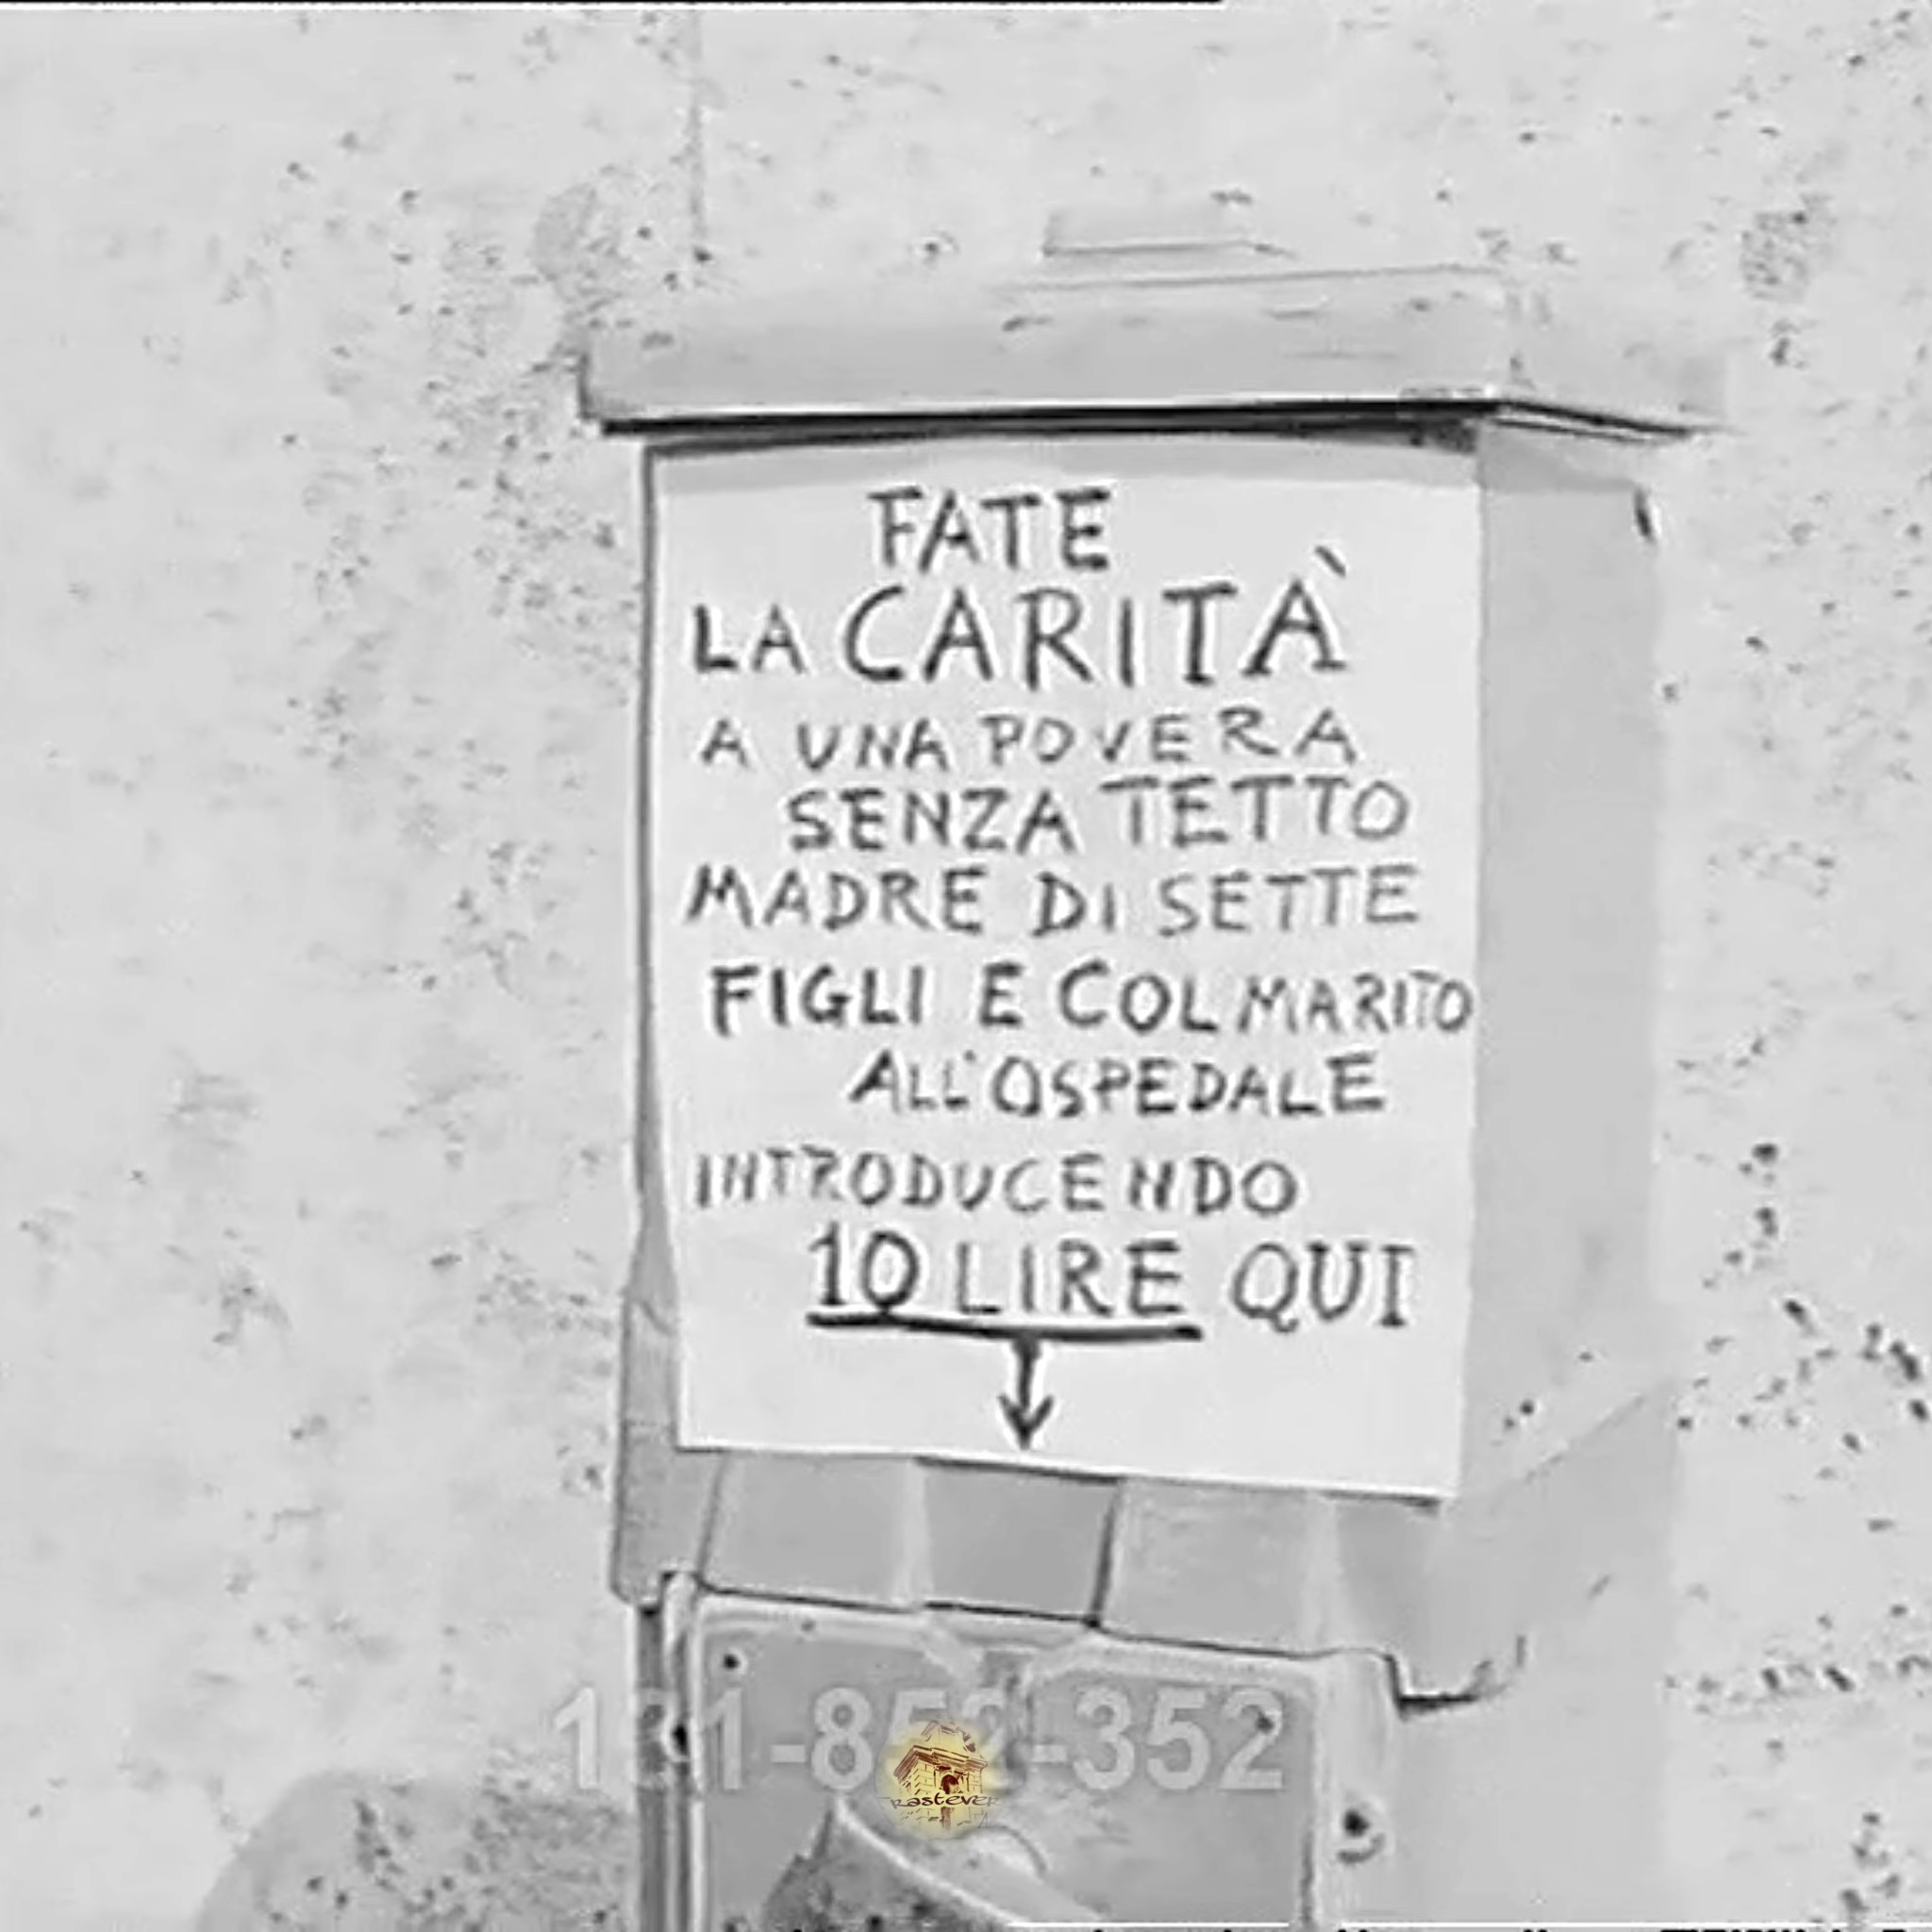 FATE
LA CARITÀ
A UNA POVERA
SENZA TETTO
MADRE DI SETTE
FIGLI E COL MARITO
ALL'OSPEDALE
INTRODUCENDO
10 LIRE QUI
rastever